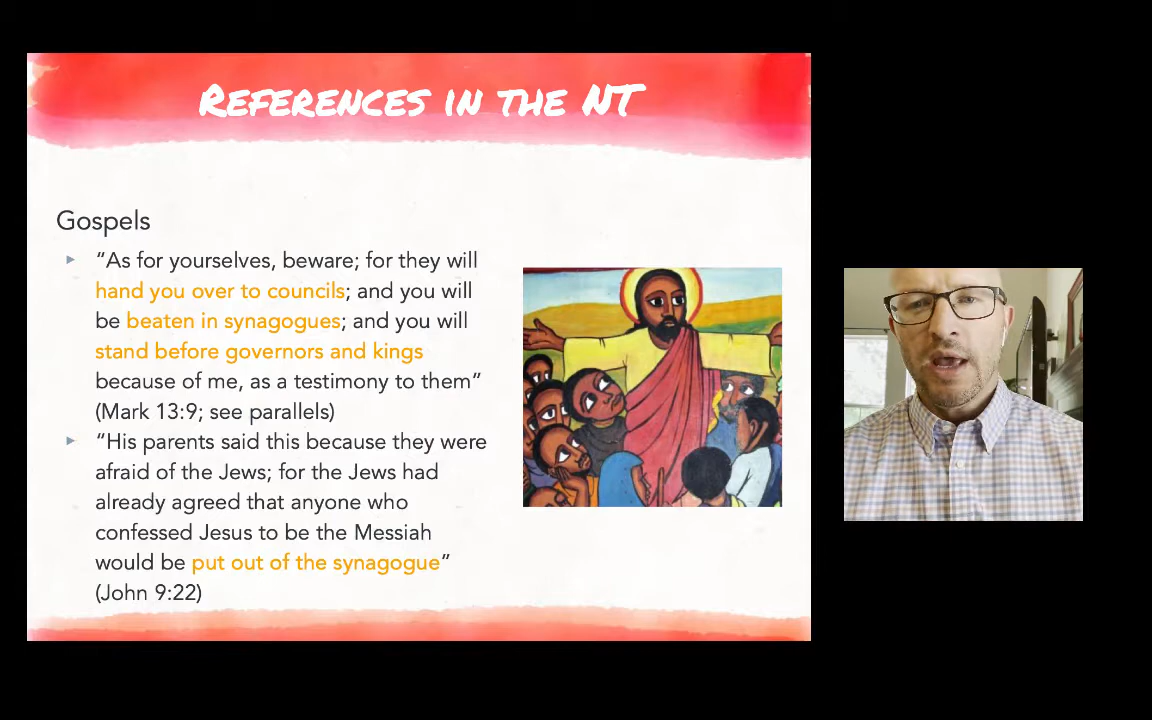 References in the NT
Gospels
“As for yourselves, beware; for they will
hand you over to councils; and you will
be beaten in synagogues; and you will
stand before governors and kings
because of me, as a testimony to them”
(Mark 13:9; see parallels)
“His parents said this because they were
afraid of the Jews; for the Jews had
already agreed that anyone who
confessed Jesus to be the Messiah
would be put out of the synagogue”
(John 9:22)